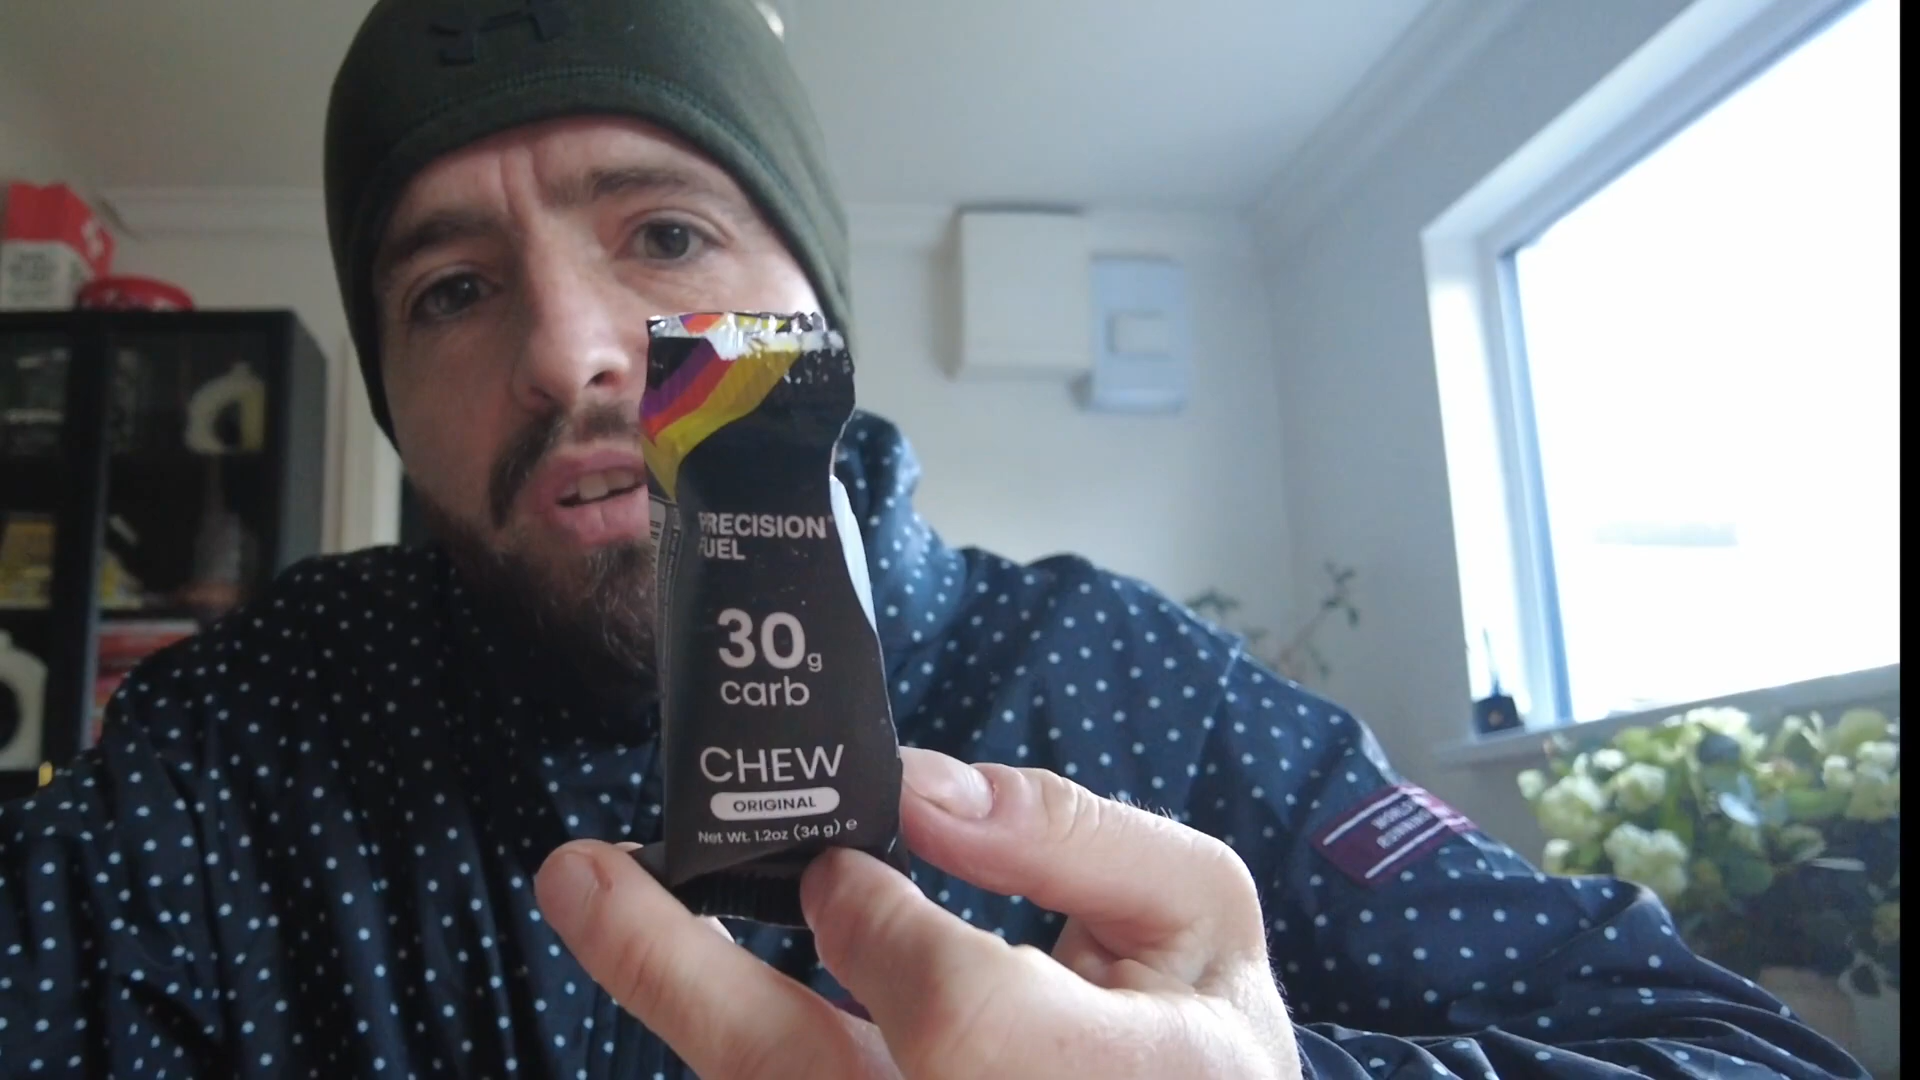 PRECISION
FUEL
30g
carb
CHEW
ORIGINAL
Net Wt. 1.2oz (34 g) e